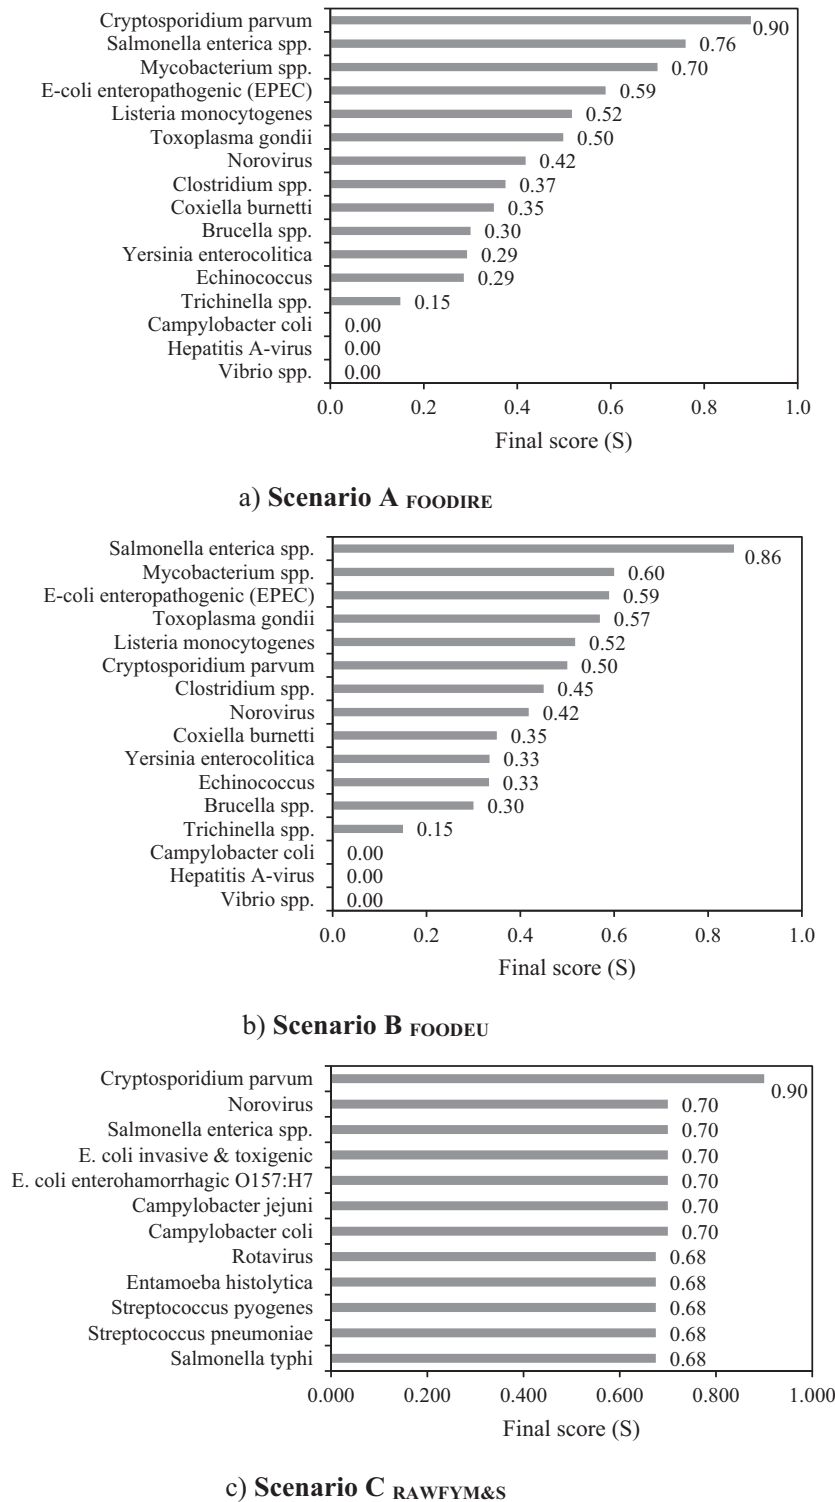 Cryptosporidium parvum 0.90
Salmonella enterica spp. 0.76
Mycobacterium spp. 0.70
E-coli enteropathogenic (EPEC) 0.59
Listeria monocytogenes 0.52
Toxoplasma gondii 0.50
Norovirus 0.42
Clostridium spp. 0.37
Coxiella burnetti 0.35
Brucella spp. 0.30
Yersinia enterocolitica 0.29
Echinococcus 0.29
Trichinella spp. 0.15
Campylobacter coli 0.00
Hepatitis A-virus 0.00
Vibrio spp. 0.00
0.0 0.2 0.4 0.6 0.8 1.0
Final score (S)
a) Scenario A FOODIRE
Salmonella enterica spp. 0.86
Mycobacterium spp. 0.60
E-coli enteropathogenic (EPEC) 0.59
Toxoplasma gondii 0.57
Listeria monocytogenes 0.52
Cryptosporidium parvum 0.50
Clostridium spp. 0.45
Norovirus 0.42
Coxiella burnetti 0.35
Yersinia enterocolitica 0.33
Echinococcus 0.33
Brucella spp. 0.30
Trichinella spp. 0.15
Campylobacter coli 0.00
Hepatitis A-virus 0.00
Vibrio spp. 0.00
0.0 0.2 0.4 0.6 0.8 1.0
Final score (S)
b) Scenario B FOODEU
Cryptosporidium parvum 0.90
Norovirus 0.70
Salmonella enterica spp. 0.70
E. coli invasive & toxigenic 0.70
E. coli enterohamorrhagic O157:H7 0.70
Campylobacter jejuni 0.70
Campylobacter coli 0.70
Rotavirus 0.68
Entamoeba histolytica 0.68
Streptococcus pyogenes 0.68
Streptococcus pneumoniae 0.68
Salmonella typhi 0.68
0.000 0.200 0.400 0.600 0.800 1.000
Final score (S)
c) Scenario C RAWFYM&S